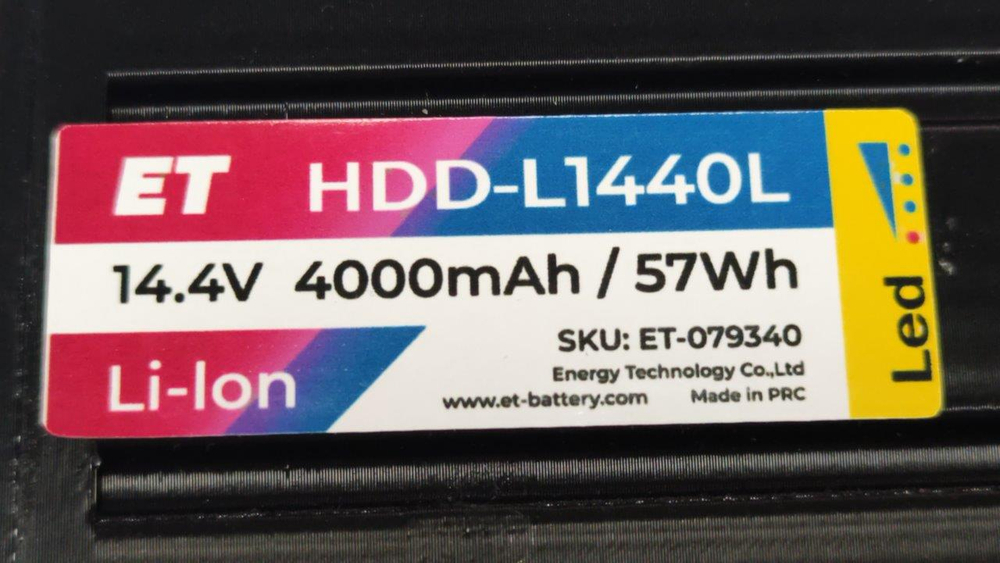 ET HDD-L1440L
14.4V 4000mAh / 57Wh
Li-Ion
SKU: ET-079340
Energy Technology Co.,Ltd
www.et-battery.com Made in PRC
Led